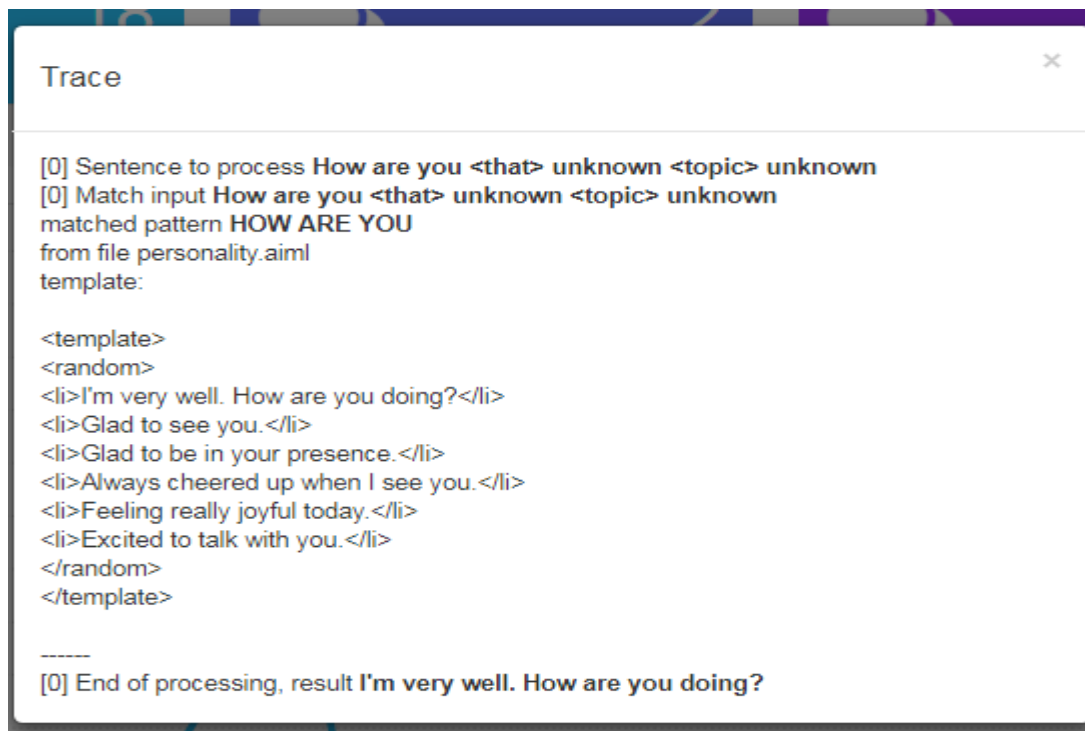 Trace
×
[0] Sentence to process How are you <that> unknown <topic> unknown
[0] Match input How are you <that> unknown <topic> unknown
matched pattern HOW ARE YOU
from file personality.aiml
template:
<template>
<random>
<li>I'm very well. How are you doing?</li>
<li>Glad to see you.</li>
<li>Glad to be in your presence.</li>
<li>Always cheered up when I see you.</li>
<li>Feeling really joyful today.</li>
<li>Excited to talk with you.</li>
</random>
</template>
------
[0] End of processing, result I'm very well. How are you doing?